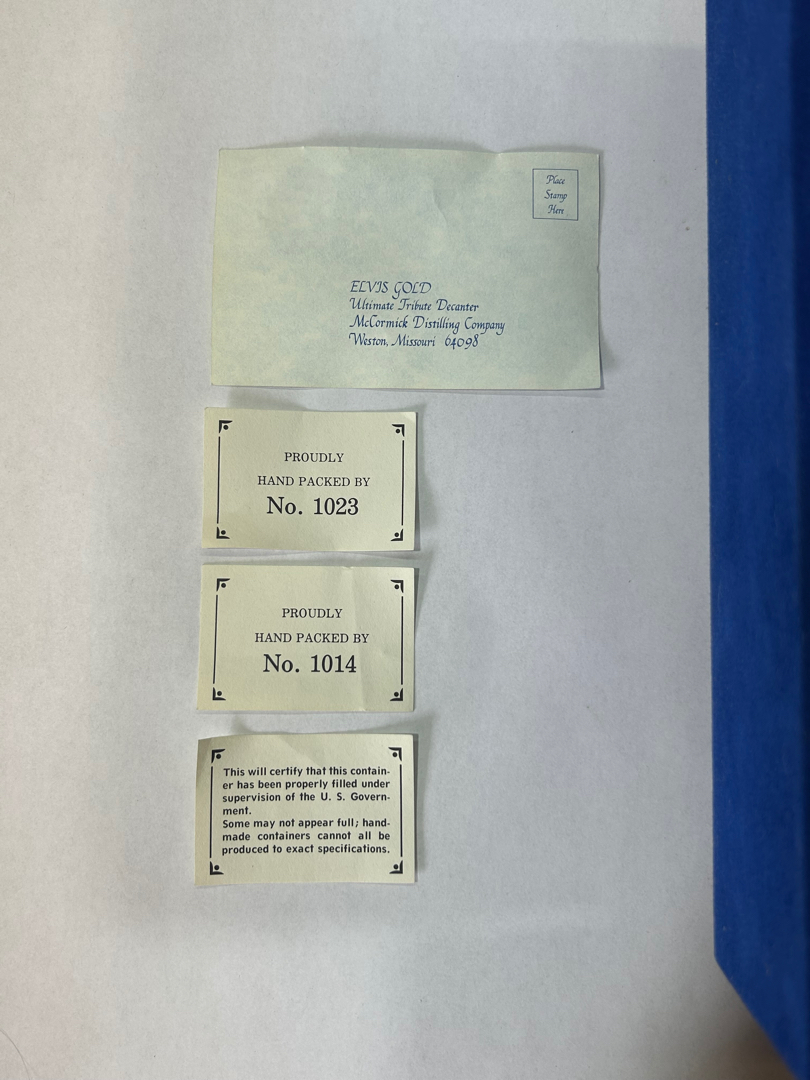 Place
Stamp
Here
ELVIS GOLD
Ultimate Tribute Decanter
McCormick Distilling Company
Weston, Missouri 64098
PROUDLY
HAND PACKED BY
No. 1023
PROUDLY
HAND PACKED BY
No. 1014
This will certify that this contain-
er has been properly filled under
supervision of the U. S. Govern-
ment.
Some may not appear full; hand-
made containers cannot all be
produced to exact specifications.